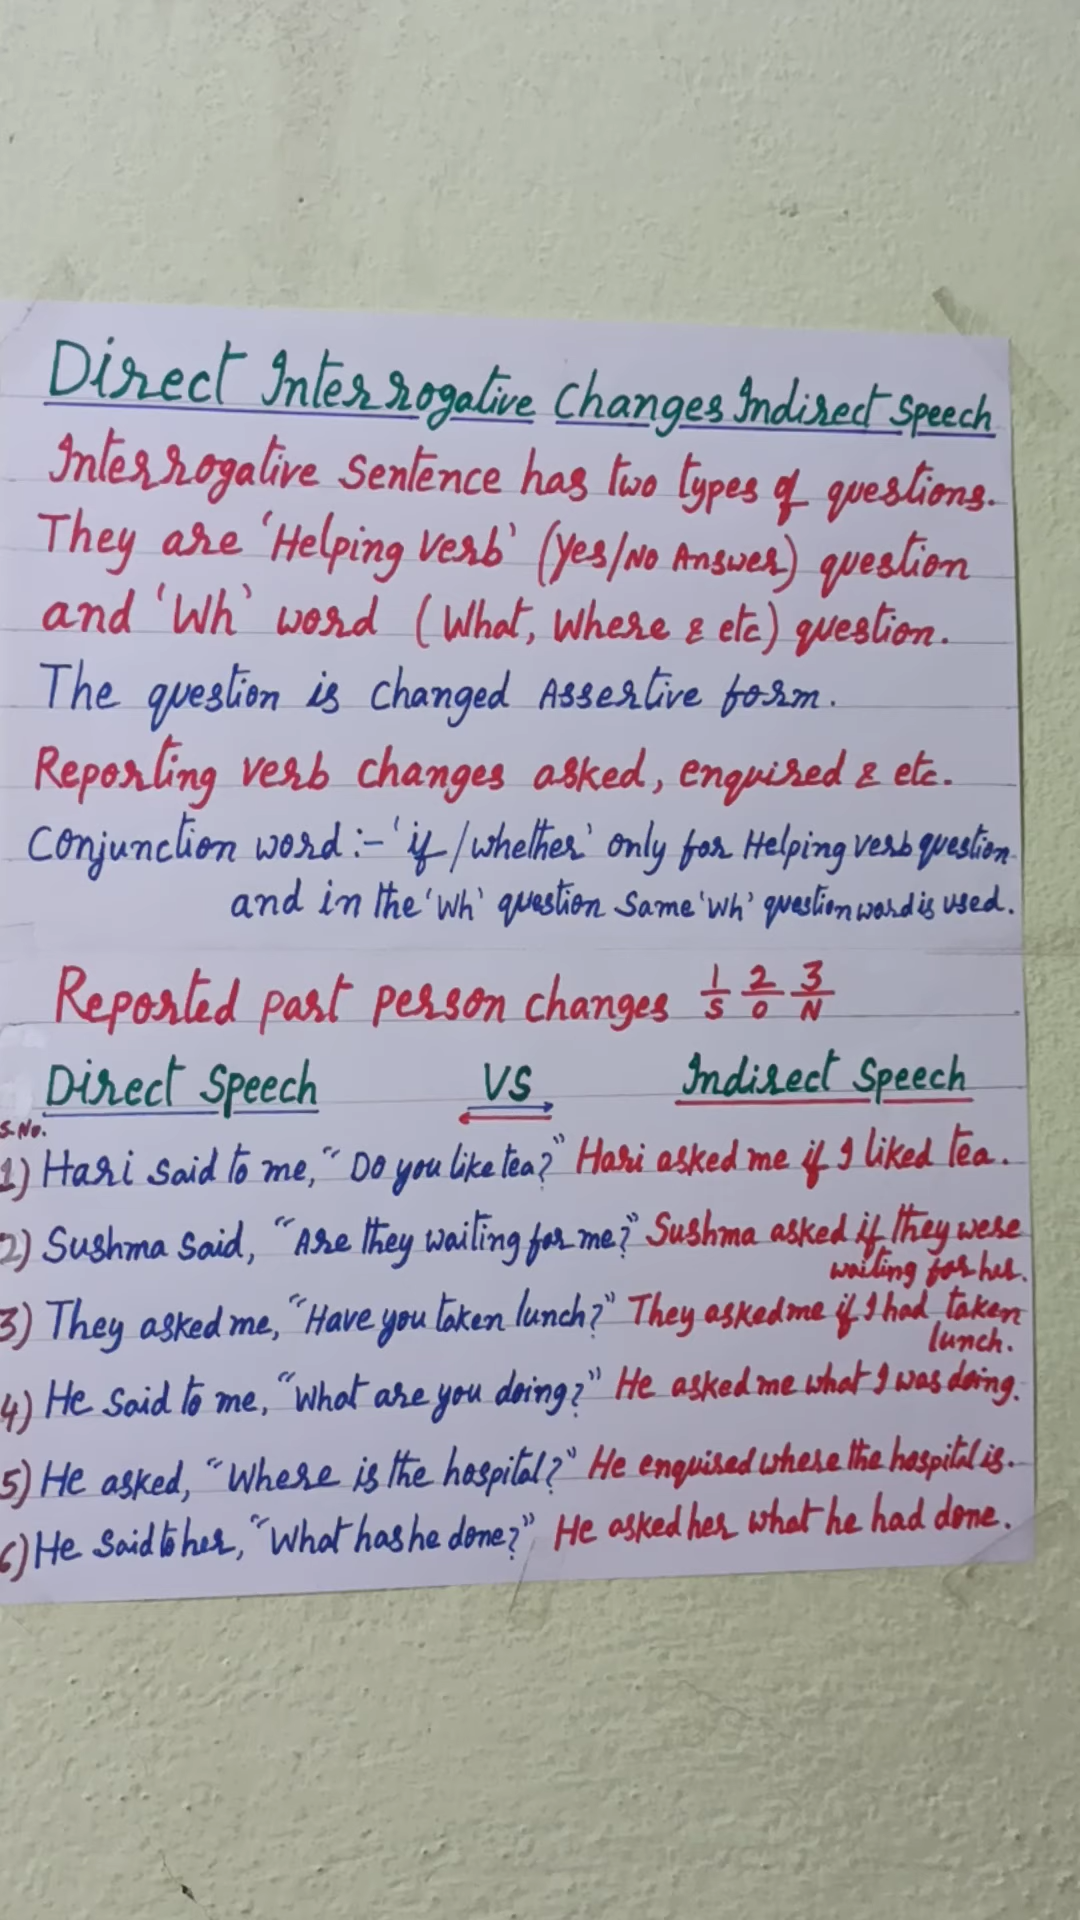 Direct Interrogative Changes Indirect Speech
Interrogative Sentence has two types of questions.
They are 'Helping verb' (Yes/No Answer) question
and 'Wh' word (What, Where & etc) question.
The question is changed Assertive form.
Reporting verb changes asked, enquired & etc.
Conjunction word :- 'if/whether' only for Helping verb question
and in the 'Wh' question Same 'Wh' question word is used.
Reported part person changes 1/S 2/O 3/N
Direct Speech VS Indirect Speech
S.No.
1) Hari said to me, "Do you like tea?" Hari asked me if I liked tea.
2) Sushma said, "Are they waiting for me?" Sushma asked if they were
waiting for her.
3) They asked me, "Have you taken lunch?" They asked me if I had taken
lunch.
4) He said to me, "What are you doing?" He asked me what I was doing.
5) He asked, "Where is the hospital?" He enquired where the hospital is.
6) He said to her, "What has he done?" He asked her what he had done.